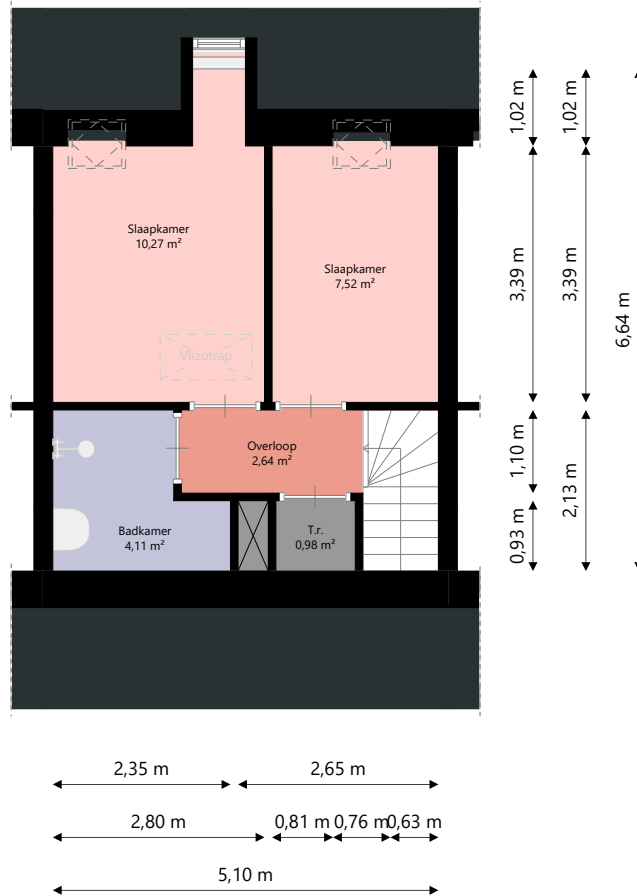 1,02 m
1,02 m
Slaapkamer
10,27 m²
Slaapkamer
7,52 m²
3,39 m
3,39 m
6,64 m
Vlizotrap
Overloop
2,64 m²
1,10 m
2,13 m
Badkamer
4,11 m²
T.r.
0,98 m²
0,93 m
2,35 m
2,65 m
2,80 m
0,81 m
0,76 m
0,63 m
5,10 m